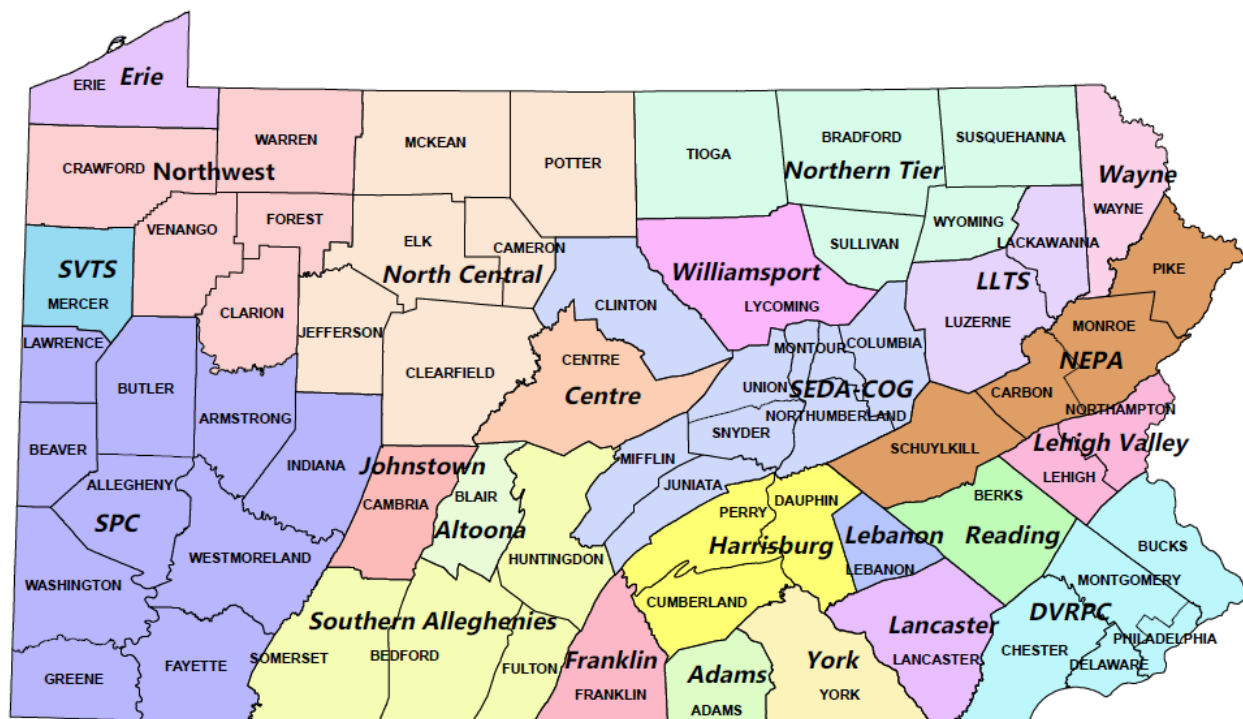 ERIE
Erie
WARREN
MCKEAN
POTTER
TIOGA
BRADFORD
SUSQUEHANNA
CRAWFORD
Northwest
Northern Tier
Wayne
WAYNE
VENANGO
FOREST
ELK
CAMERON
SULLIVAN
WYOMING
LACKAWANNA
SVTS
MERCER
North Central
Williamsport
LYCOMING
LLTS
PIKE
CLARION
CLINTON
LUZERNE
MONROE
LAWRENCE
JEFFERSON
MONTOUR
COLUMBIA
NEPA
BUTLER
CLEARFIELD
CENTRE
Centre
UNION
SEDA-COG
CARBON
ARMSTRONG
NORTHUMBERLAND
NORTHAMPTON
BEAVER
INDIANA
SNYDER
SCHUYLKILL
Lehigh Valley
LEHIGH
ALLEGHENY
Johnstown
CAMBRIA
BLAIR
MIFFLIN
JUNIATA
SPC
Altoona
PERRY
DAUPHIN
BERKS
WESTMORELAND
HUNTINGDON
Harrisburg
Lebanon
LEBANON
Reading
BUCKS
WASHINGTON
CUMBERLAND
MONTGOMERY
Southern Alleghenies
Lancaster
LANCASTER
DVRPC
PHILADELPHIA
CHESTER
DELAWARE
GREENE
FAYETTE
SOMERSET
BEDFORD
FULTON
Franklin
FRANKLIN
Adams
ADAMS
York
YORK